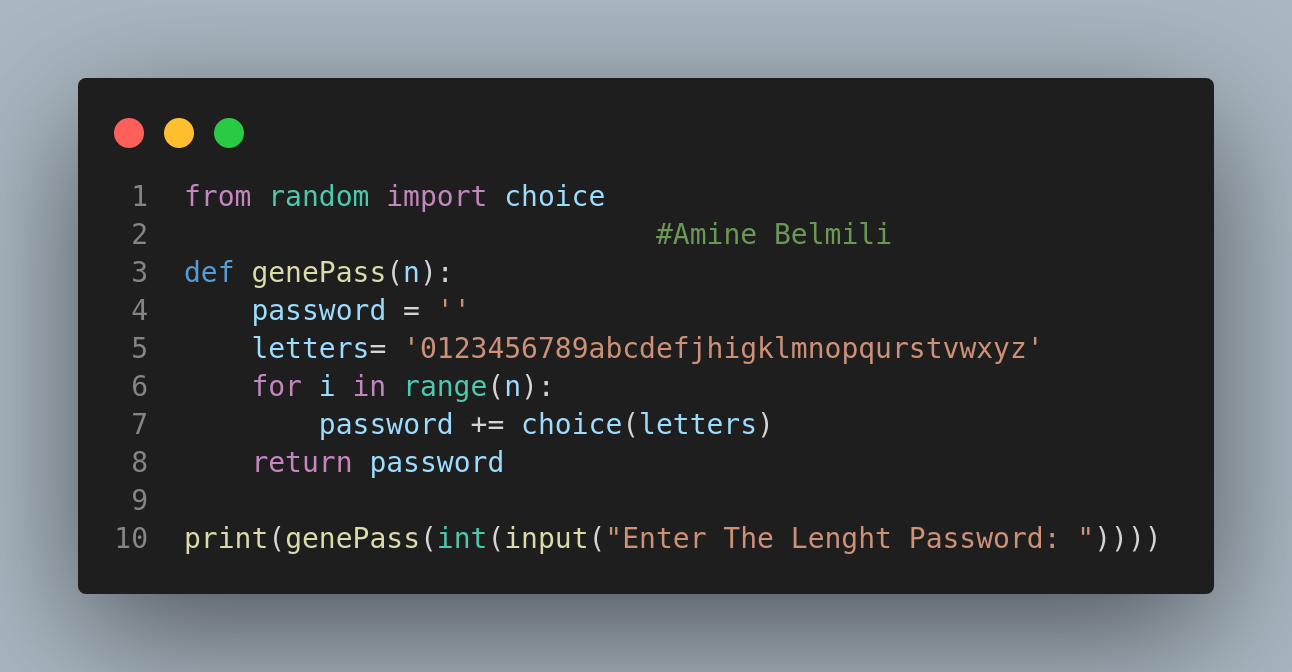 1 from random import choice
2                             #Amine Belmili
3 def genePass(n):
4     password = ''
5     letters= '0123456789abcdefjhigklmnopqurstvwxyz'
6     for i in range(n):
7         password += choice(letters)
8     return password
9
10 print(genePass(int(input("Enter The Lenght Password: "))))